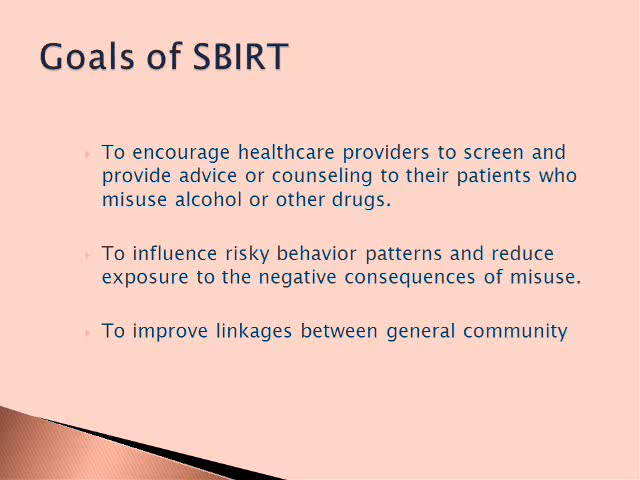 Goals of SBIRT
To encourage healthcare providers to screen and
provide advice or counseling to their patients who
misuse alcohol or other drugs.
To influence risky behavior patterns and reduce
exposure to the negative consequences of misuse.
To improve linkages between general community